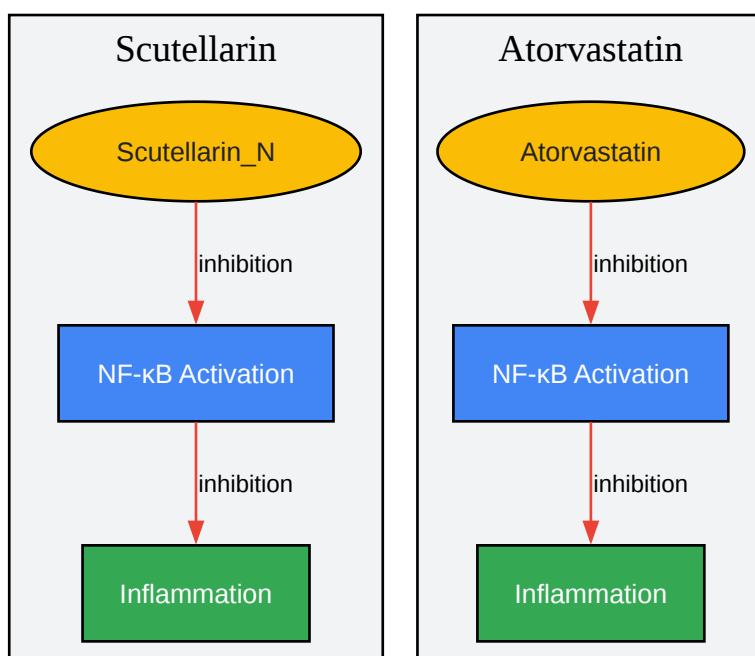 Scutellarin
Scutellarin_N
inhibition
NF-κB Activation
inhibition
Inflammation
Atorvastatin
Atorvastatin
inhibition
NF-κB Activation
inhibition
Inflammation